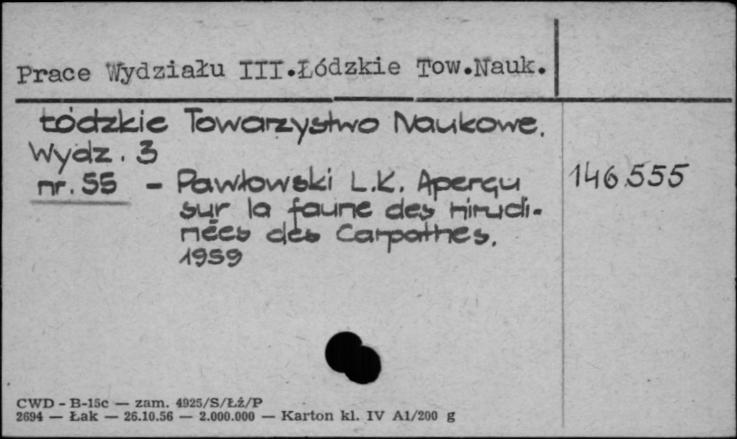 Prace Wydziału III.Łódzkie Tow.Nauk.
Łódzkie Towarzystwo Naukowe.
Wydz. 3
nr. 55 - Pawłowski L.K. Aperçu 146.555
sur la faune des hirudi-
nées des Carpathes.
1959
CWD - B-15c — zam. 4925/S/Łź/P
2694 — Łak — 26.10.56 — 2.000.000 — Karton kl. IV A1/200 g